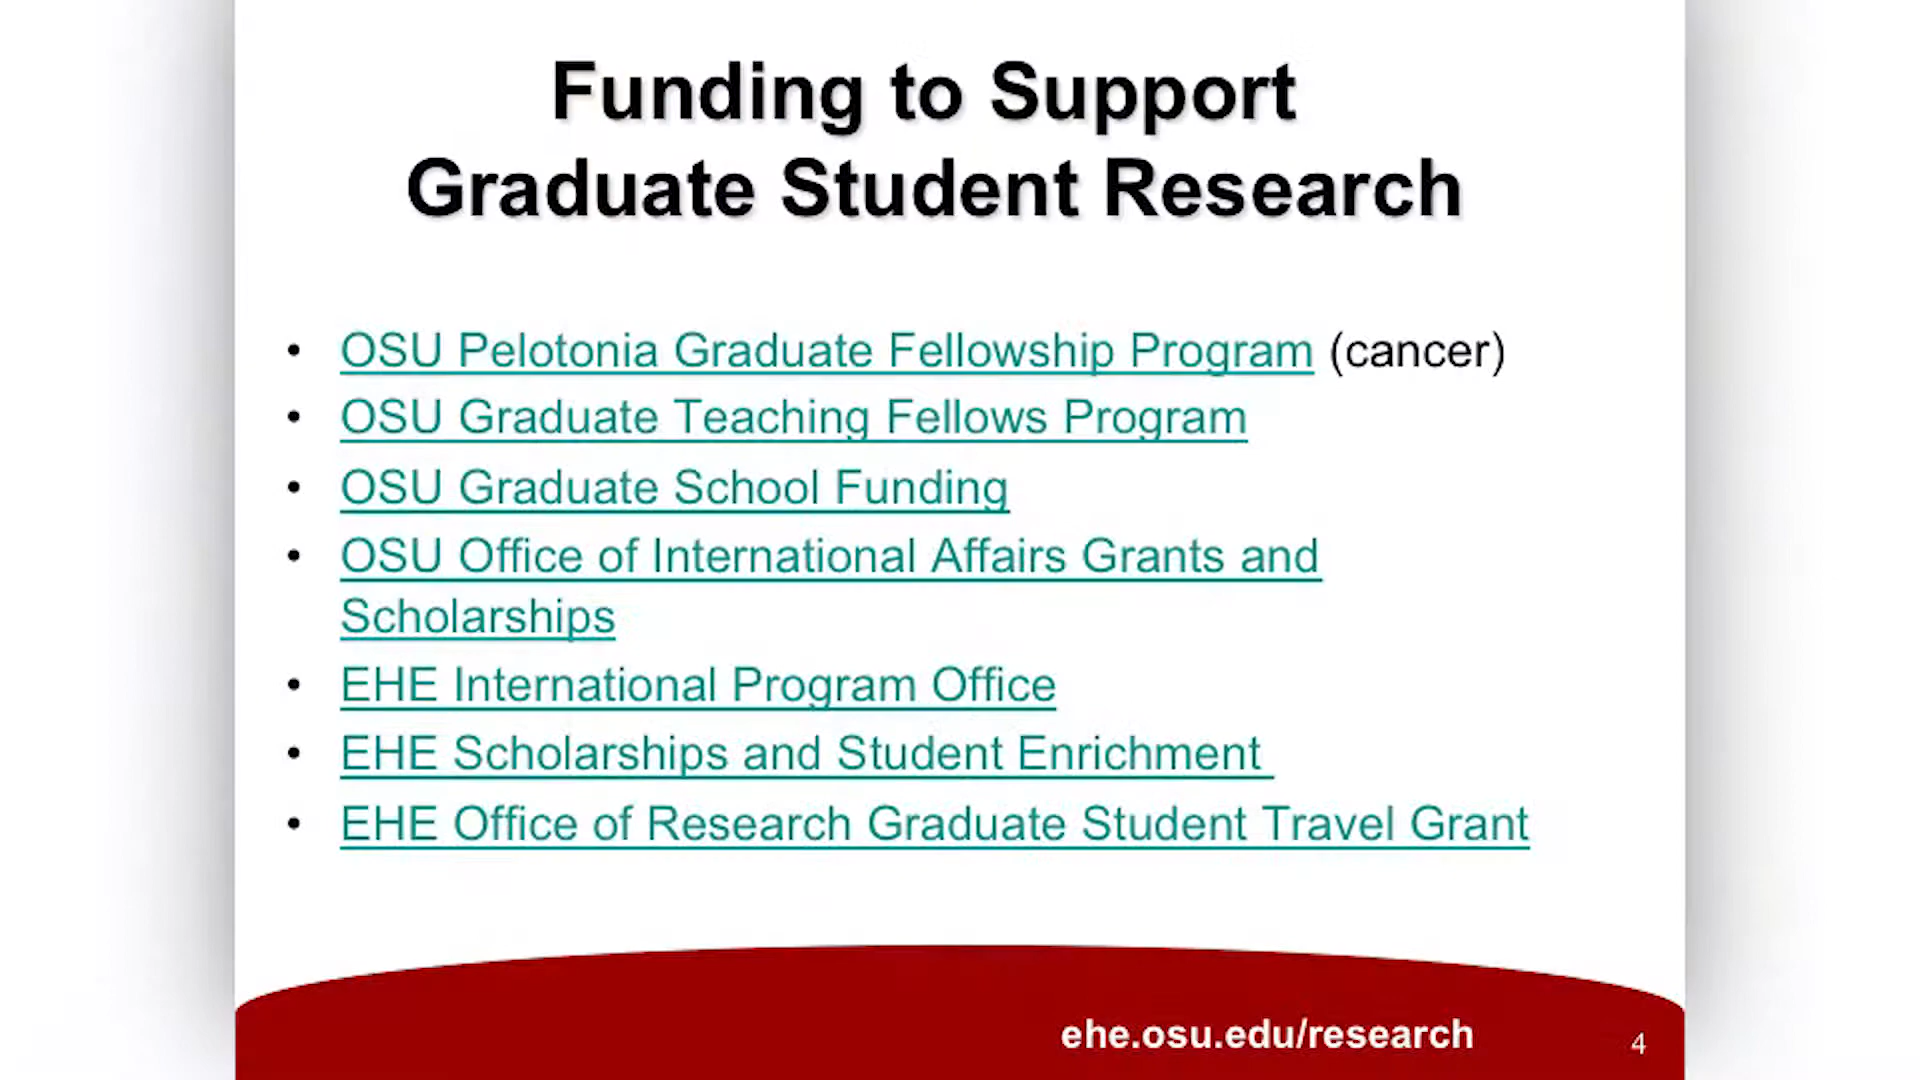 Funding to Support
Graduate Student Research
• OSU Pelotonia Graduate Fellowship Program (cancer)
• OSU Graduate Teaching Fellows Program
• OSU Graduate School Funding
• OSU Office of International Affairs Grants and
Scholarships
• EHE International Program Office
• EHE Scholarships and Student Enrichment
• EHE Office of Research Graduate Student Travel Grant
ehe.osu.edu/research
4